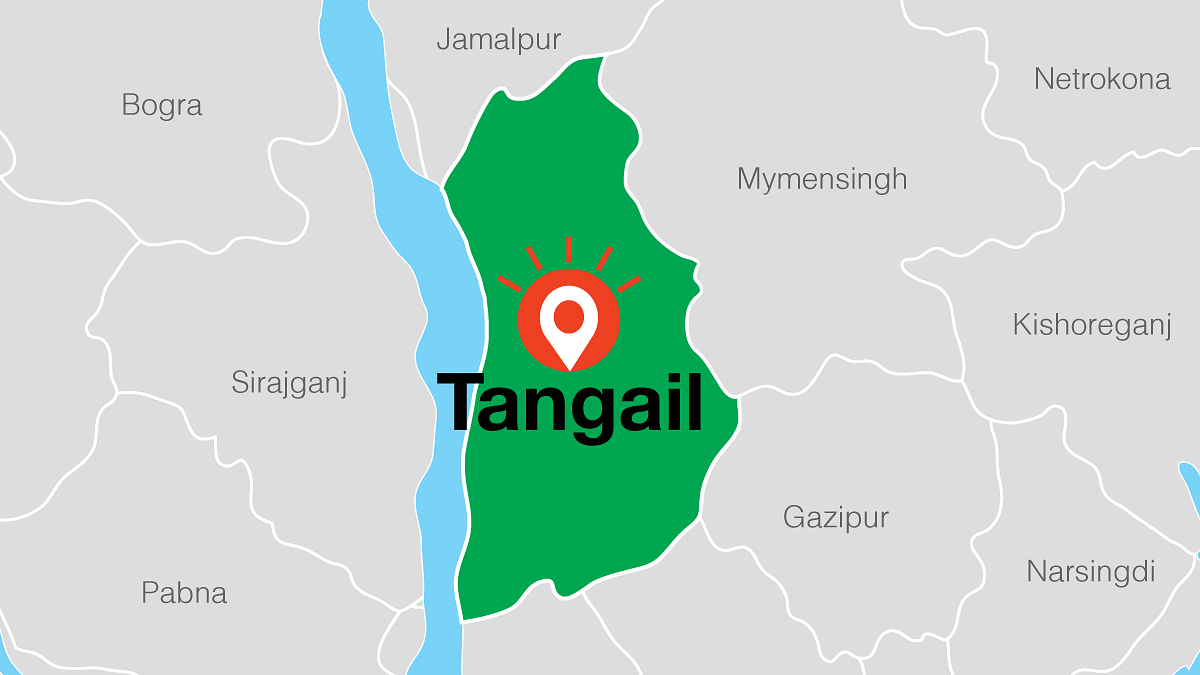 Jamalpur
Netrokona
Bogra
Mymensingh
Kishoreganj
Sirajganj
Tangail
Gazipur
Narsingdi
Pabna